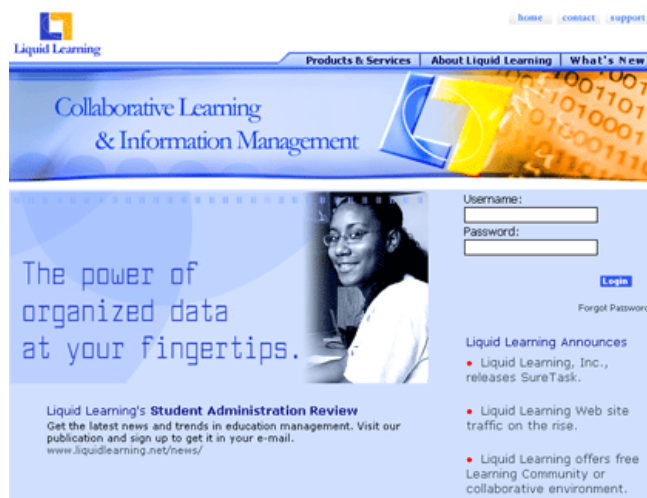 home contact support
Liquid Learning
Products & Services About Liquid Learning What's New
Collaborative Learning
& Information Management
Username:
Password:
Login
Forgot Password
The power of
organized data
at your fingertips.
Liquid Learning's Student Administration Review
Get the latest news and trends in education management. Visit our
publication and sign up to get it in your e-mail.
www.liquidlearning.net/news/
Liquid Learning Announces
Liquid Learning, Inc.,
releases SureTask.
Liquid Learning Web site
traffic on the rise.
Liquid Learning offers free
Learning Community or
collaborative environment.